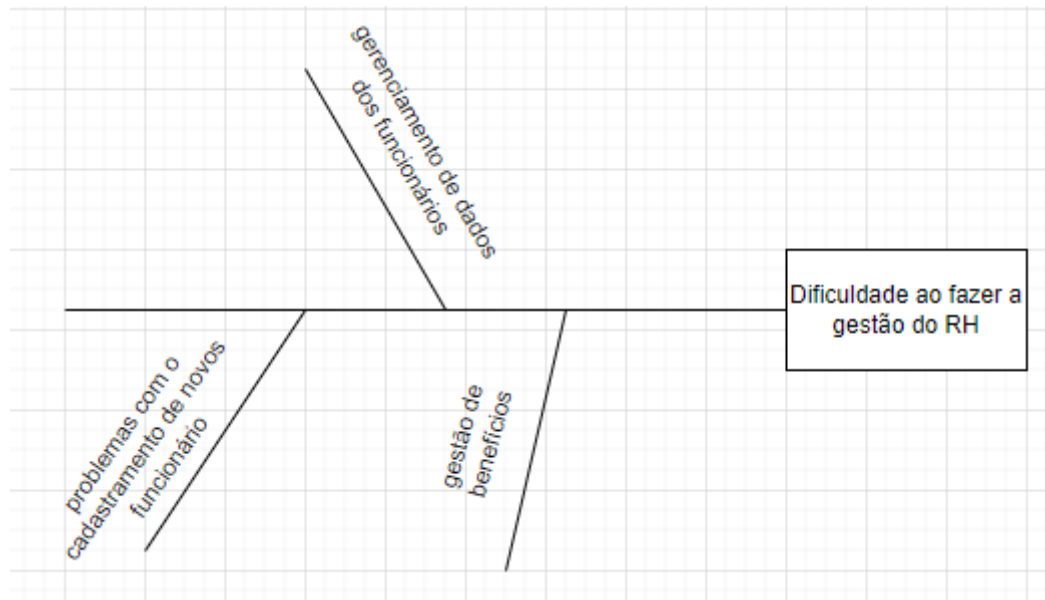 gerenciamento de dados
dos funcionários
Dificuldade ao fazer a
gestão do RH
problemas com o
cadastramento de novos
funcionário
gestão de
benefícios